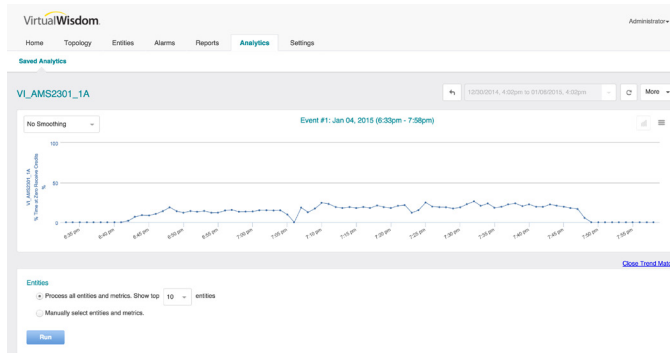 VirtualWisdom.
Administrator
Home Topology Entities Alarms Reports Analytics Settings
Saved Analytics
VI_AMS2301_1A
12/30/2014, 4:02pm to 01/06/2015, 4:02pm
More
No Smoothing
Event #1: Jan 04, 2015 (6:33pm - 7:58pm)
VI_AMS2301_1A
% Time at Zero Receive Credits
%
100
50
0
6:35 pm 6:40 pm 6:45 pm 6:50 pm 6:55 pm 7:00 pm 7:05 pm 7:10 pm 7:15 pm 7:20 pm 7:25 pm 7:30 pm 7:35 pm 7:40 pm 7:45 pm 7:50 pm 7:55 pm
Close Trend Matc
Entities
Process all entities and metrics. Show top 10 entities
Manually select entities and metrics.
Run